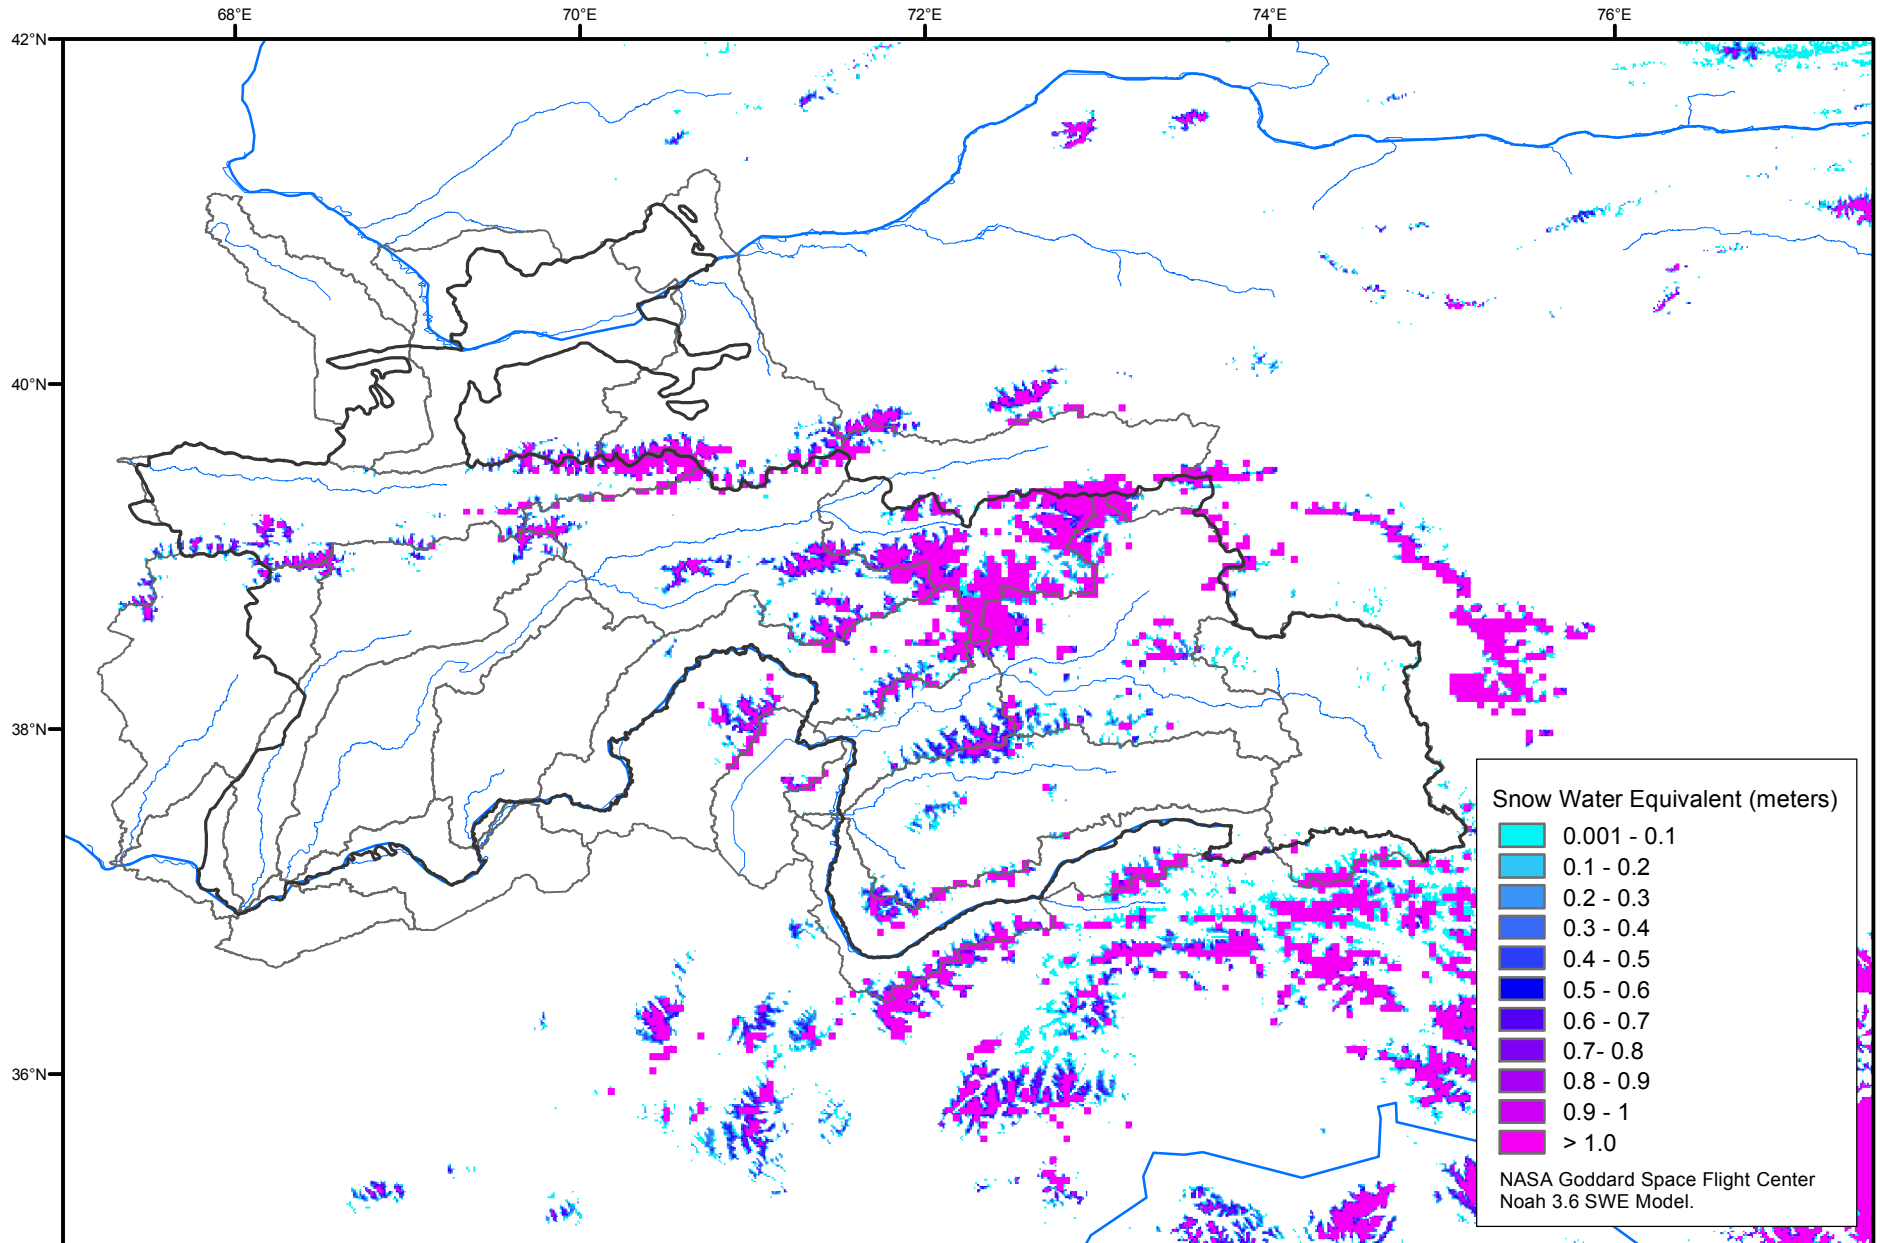 68°E 70°E 72°E 74°E 76°E
42°N
40°N
38°N
36°N
Snow Water Equivalent (meters)
0.001 - 0.1
0.1 - 0.2
0.2 - 0.3
0.3 - 0.4
0.4 - 0.5
0.5 - 0.6
0.6 - 0.7
0.7- 0.8
0.8 - 0.9
0.9 - 1
> 1.0
NASA Goddard Space Flight Center
Noah 3.6 SWE Model.